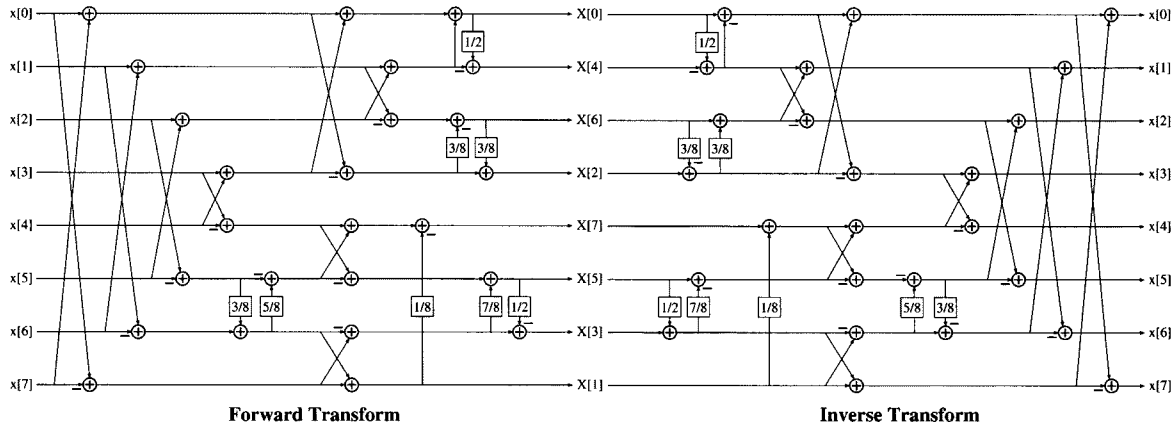 x[0] X[0] x[0]
1/2 1/2
x[1] X[4] x[1]
x[2] X[6] x[2]
3/8 3/8 3/8 3/8
x[3] X[2] x[3]
x[4] X[7] x[4]
x[5] X[5] x[5]
3/8 5/8 1/8 7/8 1/2 1/2 7/8 1/8 5/8 3/8
x[6] X[3] x[6]
x[7] X[1] x[7]
Forward Transform Inverse Transform